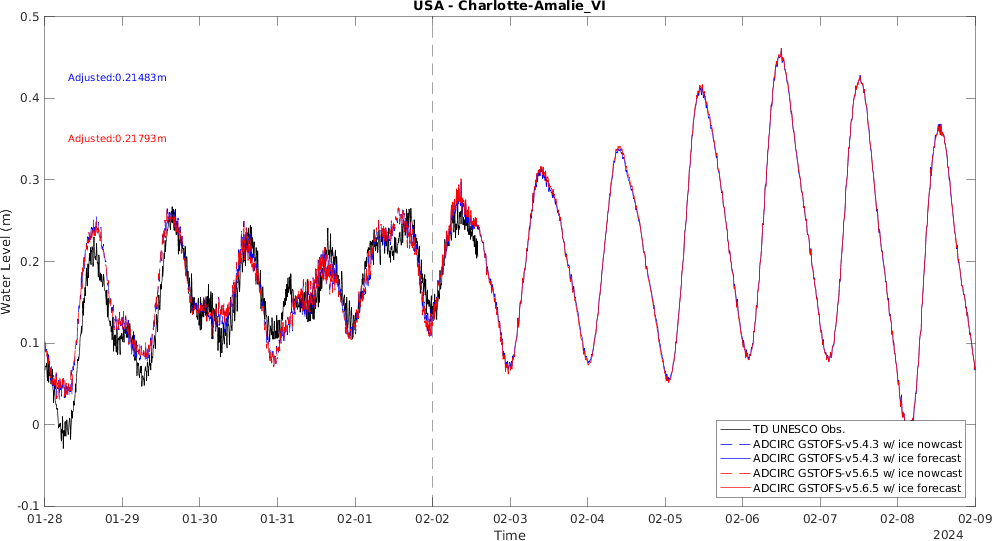 USA - Charlotte-Amalie_VI
0.5
Adjusted:0.21483m
0.4
Adjusted:0.21793m
0.3
0.2
0.1
0
-0.1
Water Level (m)
TD UNESCO Obs.
ADCIRC GSTOFS-v5.4.3 w/ ice nowcast
ADCIRC GSTOFS-v5.4.3 w/ ice forecast
ADCIRC GSTOFS-v5.6.5 w/ ice nowcast
ADCIRC GSTOFS-v5.6.5 w/ ice forecast
01-28 01-29 01-30 01-31 02-01 02-02 02-03 02-04 02-05 02-06 02-07 02-08 02-09
Time
2024